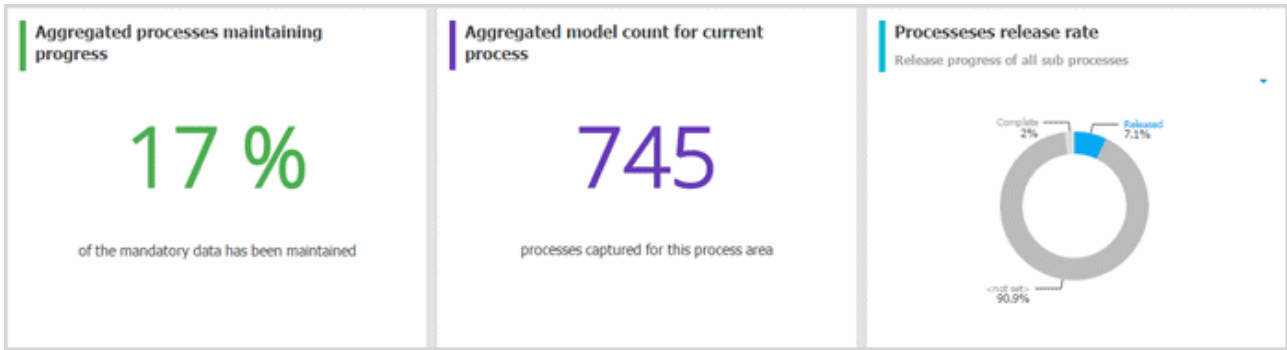 Aggregated processes maintaining
progress
17 %
of the mandatory data has been maintained
Aggregated model count for current
process
745
processes captured for this process area
Processeses release rate
Release progress of all sub processes
Complete
2%
Released
7.1%
<not set>
90.9%